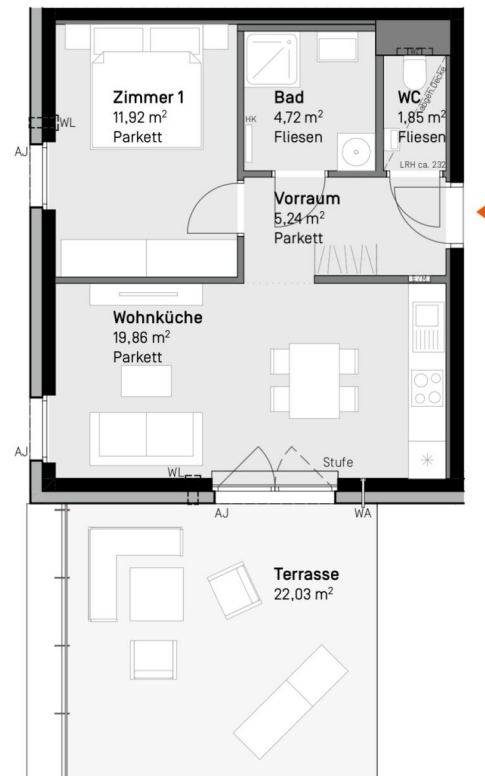 Zimmer 1
11,92 m²
Parkett
Bad
4,72 m²
Fliesen
WC
1,85 m²
Fliesen
abgeh. Decke
LRH ca. 232
HK
WL
AJ
Vorraum
5,24 m²
Parkett
E/M
Wohnküche
19,86 m²
Parkett
Stufe
AJ
WL
AJ
WA
Terrasse
22,03 m²